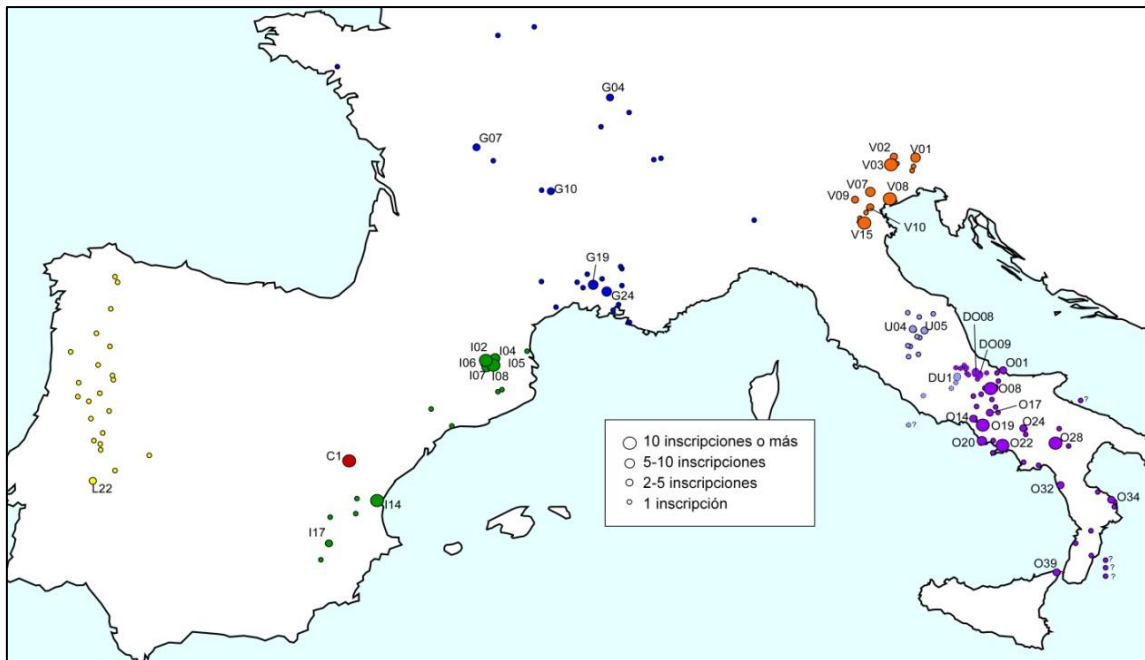 G04
G07
V02
V01
V03
G10
V07
V08
V09
V10
V15
G19
G24
U04
U05
DO08
DO09
I02
I04
I06
I05
I07
I08
DU1
O01
O08
?
O17
O14
O24
?
O19
O20
O22
O28
C1
10 inscripciones o más
5-10 inscripciones
2-5 inscripciones
1 inscripción
L22
I14
O32
O34
I17
?
?
O39
?